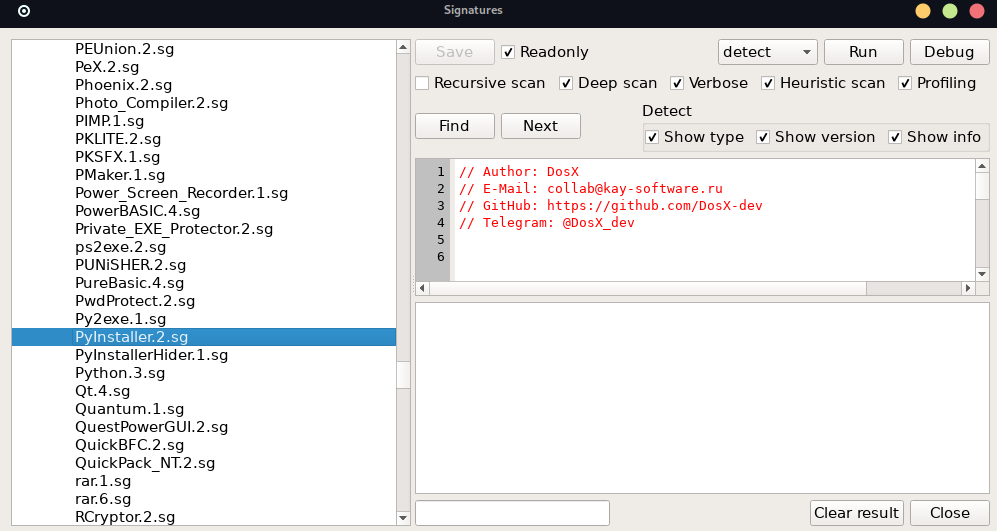 Signatures
PEUnion.2.sg
PeX.2.sg
Phoenix.2.sg
Photo_Compiler.2.sg
PIMP.1.sg
PKLITE.2.sg
PKSFX.1.sg
PMaker.1.sg
Power_Screen_Recorder.1.sg
PowerBASIC.4.sg
Private_EXE_Protector.2.sg
ps2exe.2.sg
PUNiSHER.2.sg
PureBasic.4.sg
PwdProtect.2.sg
Py2exe.1.sg
PyInstaller.2.sg
PyInstallerHider.1.sg
Python.3.sg
Qt.4.sg
Quantum.1.sg
QuestPowerGUI.2.sg
QuickBFC.2.sg
QuickPack_NT.2.sg
rar.1.sg
rar.6.sg
RCryptor.2.sg
Save Readonly detect Run Debug
Recursive scan Deep scan Verbose Heuristic scan Profiling
Detect
Find Next Show type Show version Show info
1 // Author: DosX
2 // E-Mail: collab@kay-software.ru
3 // GitHub: https://github.com/DosX-dev
4 // Telegram: @DosX_dev
5
6
Clear result Close